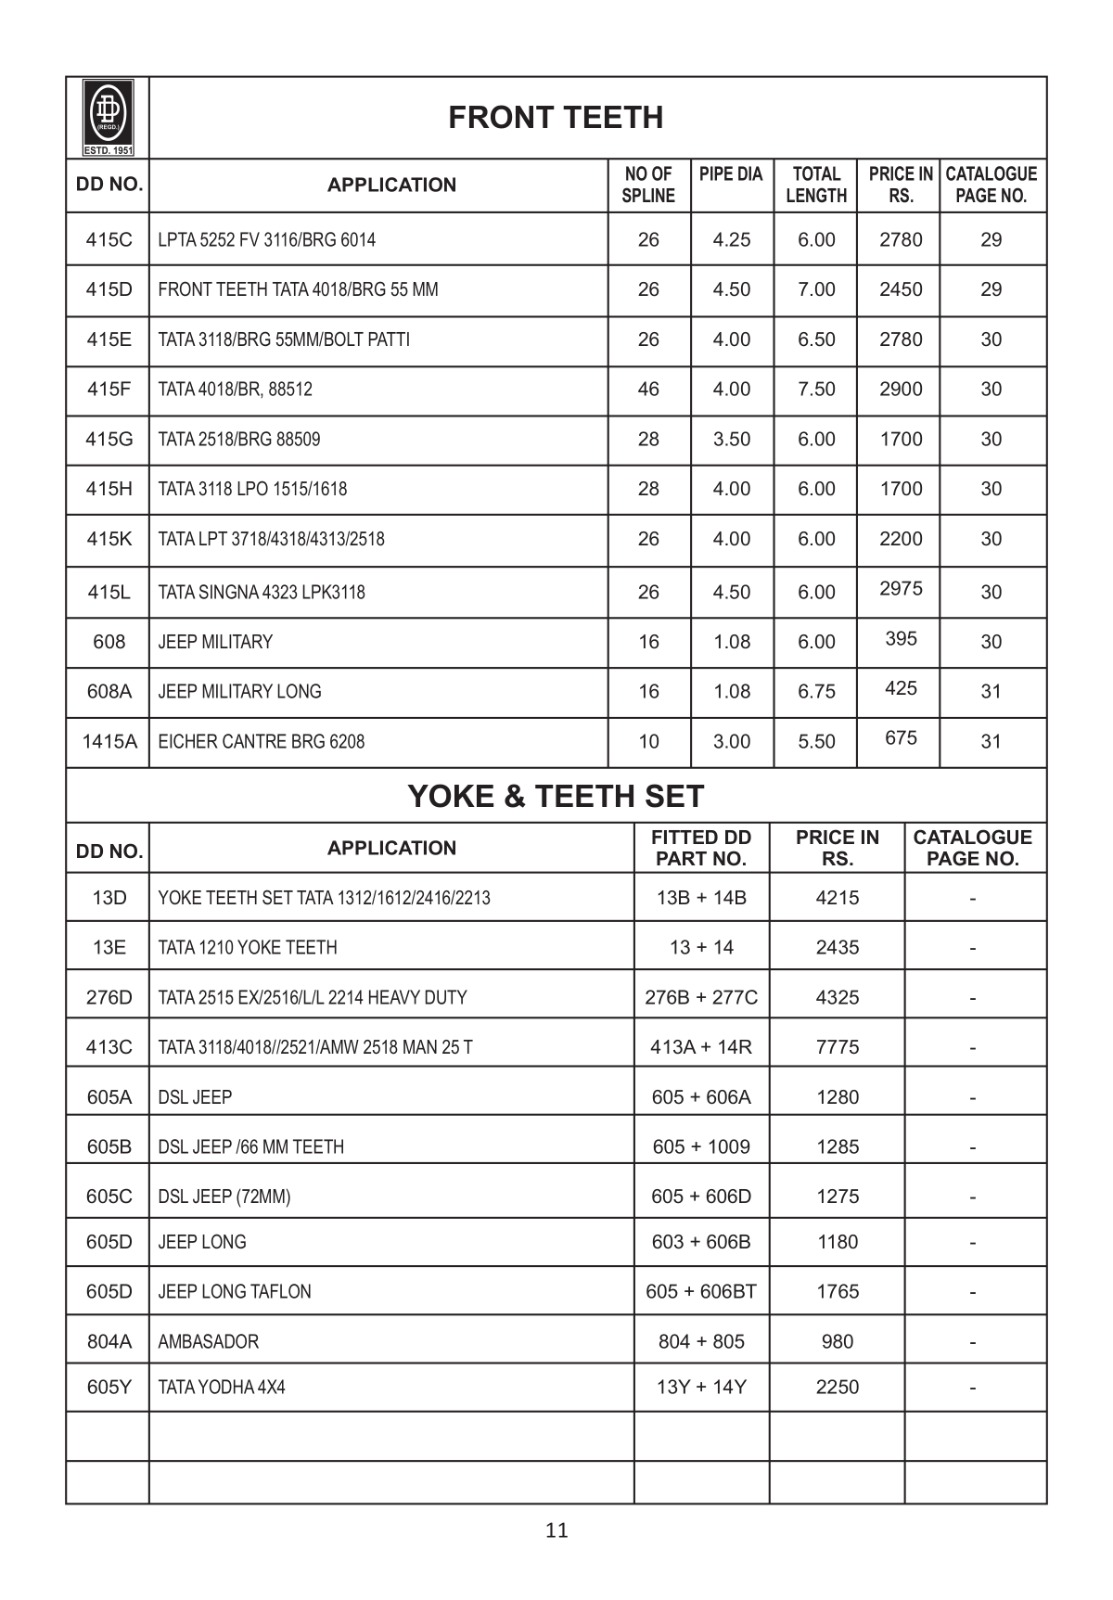 DD
(REGD.)
ESTD. 1951
FRONT TEETH
DD NO. APPLICATION NO OF SPLINE PIPE DIA TOTAL LENGTH PRICE IN RS. CATALOGUE PAGE NO.
415C LPTA 5252 FV 3116/BRG 6014 26 4.25 6.00 2780 29
415D FRONT TEETH TATA 4018/BRG 55 MM 26 4.50 7.00 2450 29
415E TATA 3118/BRG 55MM/BOLT PATTI 26 4.00 6.50 2780 30
415F TATA 4018/BR, 88512 46 4.00 7.50 2900 30
415G TATA 2518/BRG 88509 28 3.50 6.00 1700 30
415H TATA 3118 LPO 1515/1618 28 4.00 6.00 1700 30
415K TATA LPT 3718/4318/4313/2518 26 4.00 6.00 2200 30
415L TATA SINGNA 4323 LPK3118 26 4.50 6.00 2975 30
608 JEEP MILITARY 16 1.08 6.00 395 30
608A JEEP MILITARY LONG 16 1.08 6.75 425 31
1415A EICHER CANTRE BRG 6208 10 3.00 5.50 675 31
YOKE & TEETH SET
DD NO. APPLICATION FITTED DD PART NO. PRICE IN RS. CATALOGUE PAGE NO.
13D YOKE TEETH SET TATA 1312/1612/2416/2213 13B + 14B 4215 -
13E TATA 1210 YOKE TEETH 13 + 14 2435 -
276D TATA 2515 EX/2516/L/L 2214 HEAVY DUTY 276B + 277C 4325 -
413C TATA 3118/4018//2521/AMW 2518 MAN 25 T 413A + 14R 7775 -
605A DSL JEEP 605 + 606A 1280 -
605B DSL JEEP /66 MM TEETH 605 + 1009 1285 -
605C DSL JEEP (72MM) 605 + 606D 1275 -
605D JEEP LONG 603 + 606B 1180 -
605D JEEP LONG TAFLON 605 + 606BT 1765 -
804A AMBASADOR 804 + 805 980 -
605Y TATA YODHA 4X4 13Y + 14Y 2250 -
11